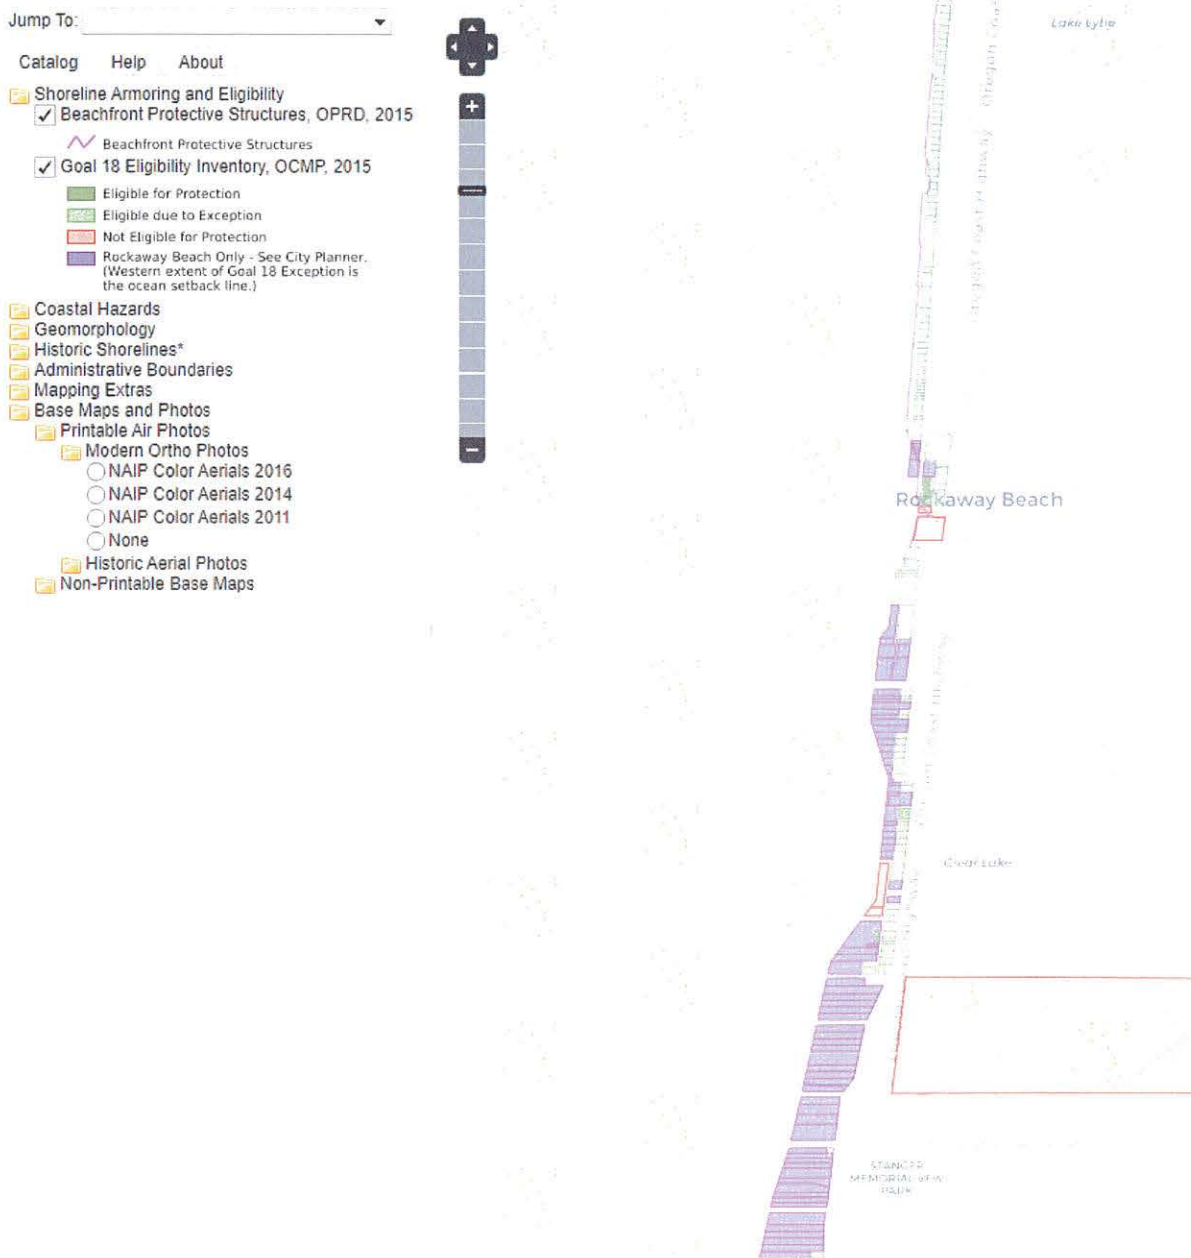 Jump To:
Catalog Help About
Shoreline Armoring and Eligibility
Beachfront Protective Structures, OPRD, 2015
Beachfront Protective Structures
Goal 18 Eligibility Inventory, OCMP, 2015
Eligible for Protection
Eligible due to Exception
Not Eligible for Protection
Rockaway Beach Only - See City Planner.
(Western extent of Goal 18 Exception is
the ocean setback line.)
Coastal Hazards
Geomorphology
Historic Shorelines*
Administrative Boundaries
Mapping Extras
Base Maps and Photos
Printable Air Photos
Modern Ortho Photos
NAIP Color Aerials 2016
NAIP Color Aerials 2014
NAIP Color Aerials 2011
None
Historic Aerial Photos
Non-Printable Base Maps
Lake Lytle
Rockaway Beach
Clear Lake
MEMORIAL
PARK